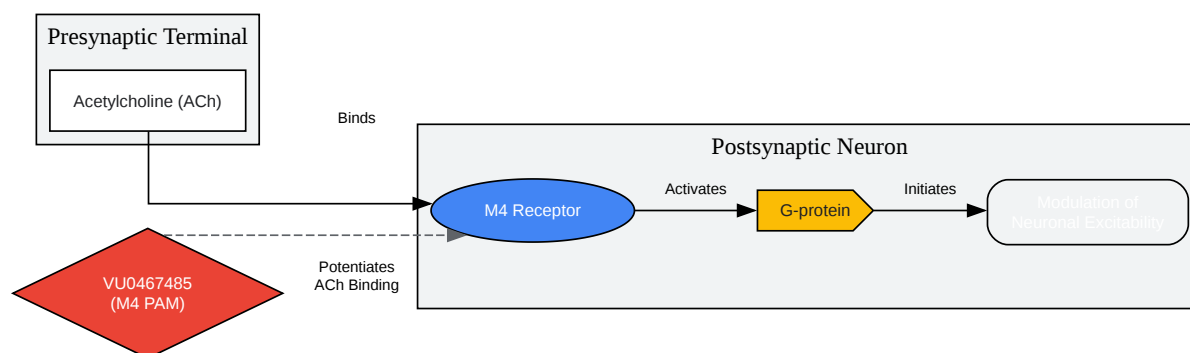 Presynaptic Terminal
Acetylcholine (ACh)
Binds
Postsynaptic Neuron
M4 Receptor
Activates
G-protein
Initiates
Modulation of
Neuronal Excitability
Potentiates
ACh Binding
VU0467485
(M4 PAM)